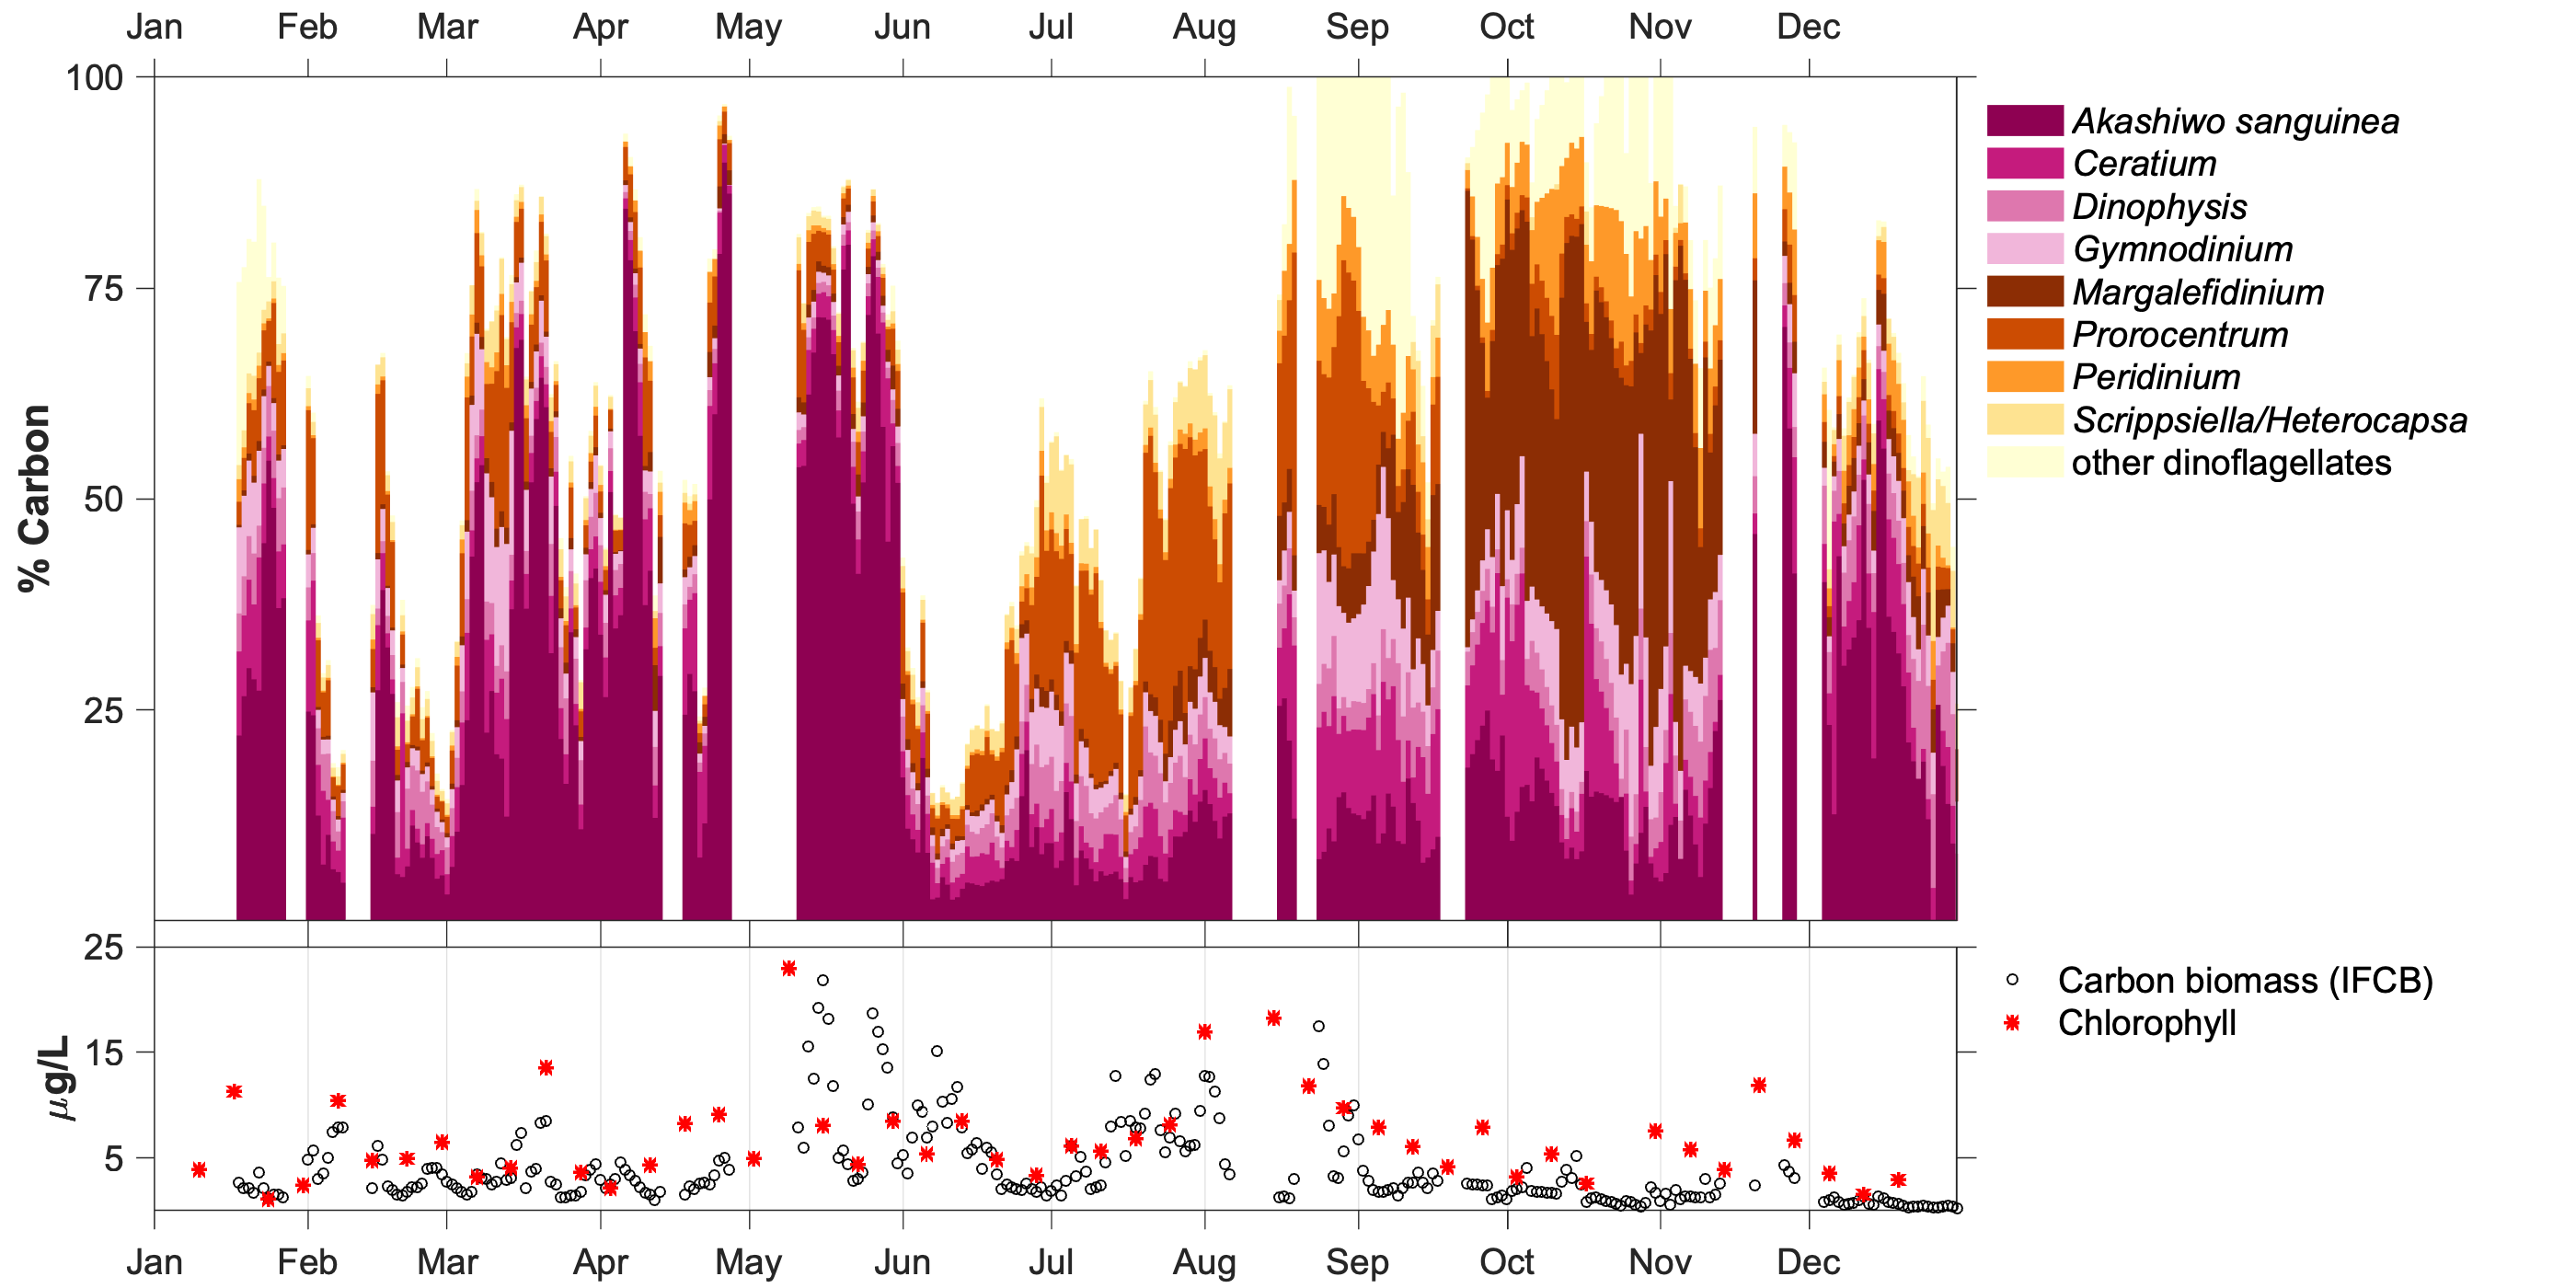 Jan Feb Mar Apr May Jun Jul Aug Sep Oct Nov Dec
100
75
50
25
% Carbon
Akashiwo sanguinea
Ceratium
Dinophysis
Gymnodinium
Margalefidinium
Prorocentrum
Peridinium
Scrippsiella/Heterocapsa
other dinoflagellates
25
15
5
µg/L
Carbon biomass (IFCB)
Chlorophyll
Jan Feb Mar Apr May Jun Jul Aug Sep Oct Nov Dec